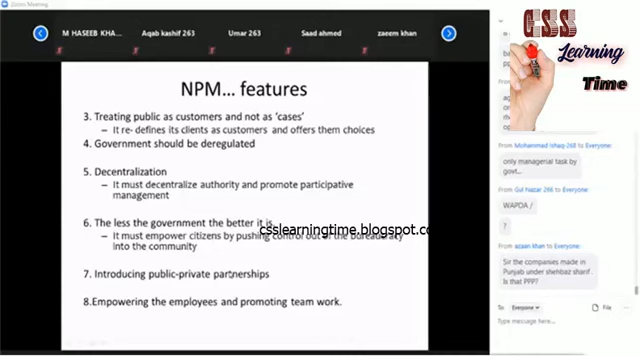 Zoom Meeting
M HASEEB KHA...
Aqab kashif 263
Umar 263
Saad ahmed
zaeem khan
CSS
Learning
Time
NPM... features
3. Treating public as customers and not as ‘cases’
– It re- defines its clients as customers and offers them choices
4. Government should be deregulated
5. Decentralization
– It must decentralize authority and promote participative
management
6. The less the government the better it is
– It must empower citizens by pushing control out of the bureaucracy
into the community
csslearningtime.blogspot.co
7. Introducing public-private partnerships
8.Empowering the employees and promoting team work.
From Mohammad Ishaq-268 to Everyone:
only managerial task by
govt...
From Gul Nazar 266 to Everyone:
WAPDA /
?
From azaan khan to Everyone:
Sir the companies made in
Punjab under shehbaz sharif .
Is that PPP?
To: Everyone
File
Type message here...